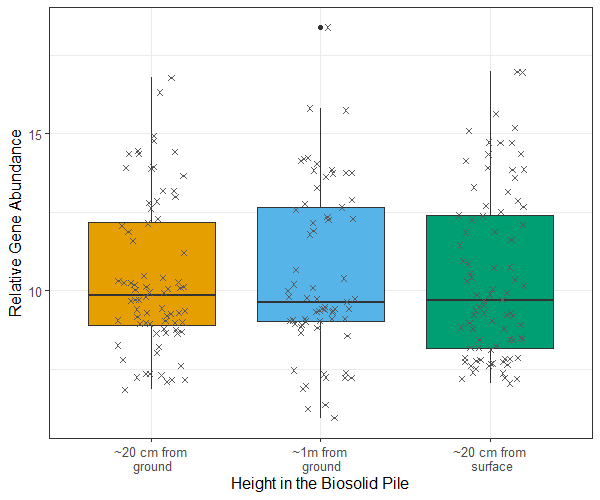 Relative Gene Abundance
15
10
~20 cm from
ground
~1m from
ground
~20 cm from
surface
Height in the Biosolid Pile